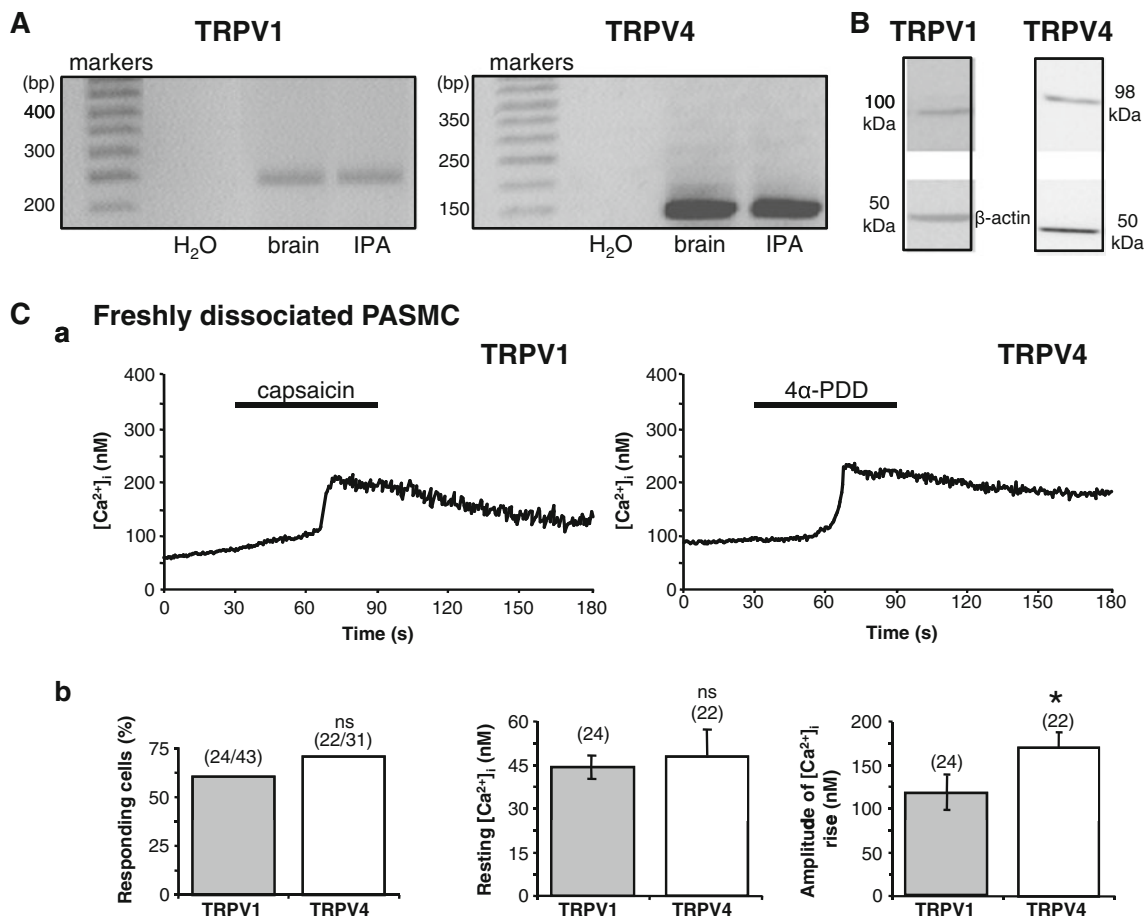 A
TRPV1
TRPV4
markers
markers
(bp)
400
300
200
H₂O brain IPA
(bp)
350
250
150
H₂O brain IPA
B
TRPV1 TRPV4
100
kDa
50
kDa
β-actin
98
kDa
50
kDa
C
a
Freshly dissociated PASMC
TRPV1
capsaicin
[Ca²⁺]ᵢ (nM)
400
300
200
100
0
0 30 60 90 120 150 180
Time (s)
TRPV4
4α-PDD
[Ca²⁺]ᵢ (nM)
400
300
200
100
0
0 30 60 90 120 150 180
Time (s)
b
Responding cells (%)
75
50
25
0
(24/43)
ns
(22/31)
TRPV1 TRPV4
Resting [Ca²⁺]ᵢ (nM)
60
45
30
15
0
(24)
ns
(22)
TRPV1 TRPV4
Amplitude of [Ca²⁺]ᵢ
rise (nM)
200
150
100
50
0
(24)
*
(22)
TRPV1 TRPV4